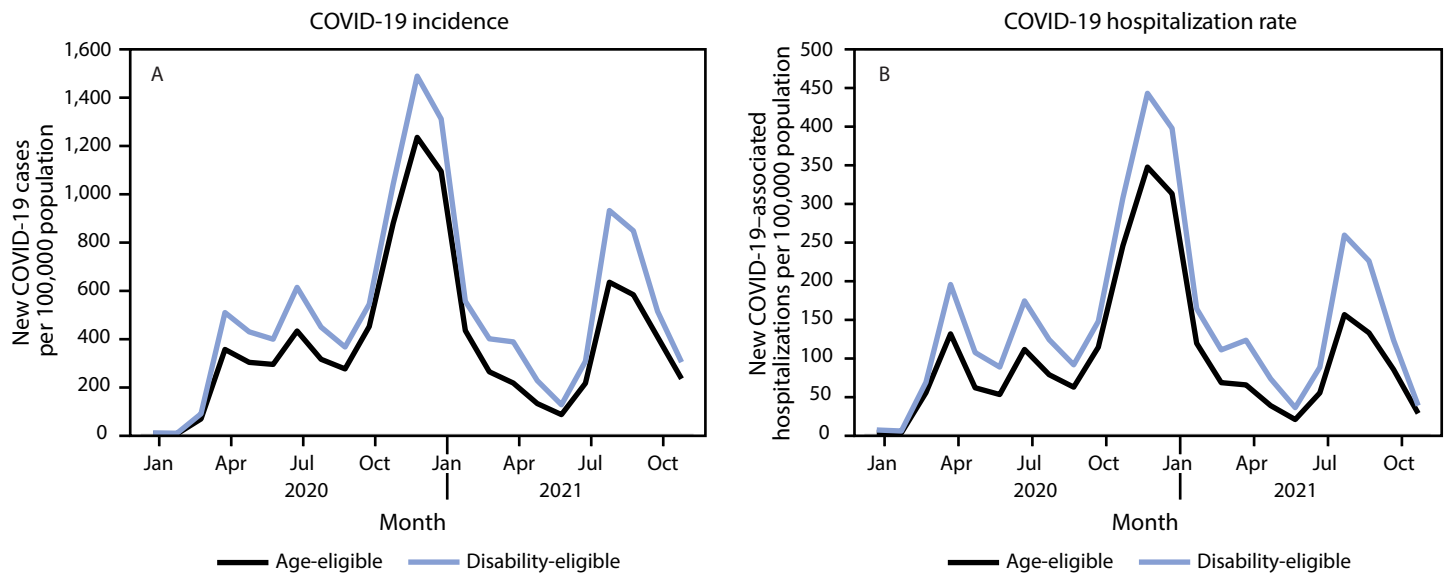 COVID-19 incidence
A
New COVID-19 cases
per 100,000 population
1,600
1,400
1,200
1,000
800
600
400
200
0
Jan Apr Jul Oct Jan Apr Jul Oct
2020 2021
Month
Age-eligible Disability-eligible
COVID-19 hospitalization rate
B
New COVID-19–associated
hospitalizations per 100,000 population
500
450
400
350
300
250
200
150
100
50
0
Jan Apr Jul Oct Jan Apr Jul Oct
2020 2021
Month
Age-eligible Disability-eligible